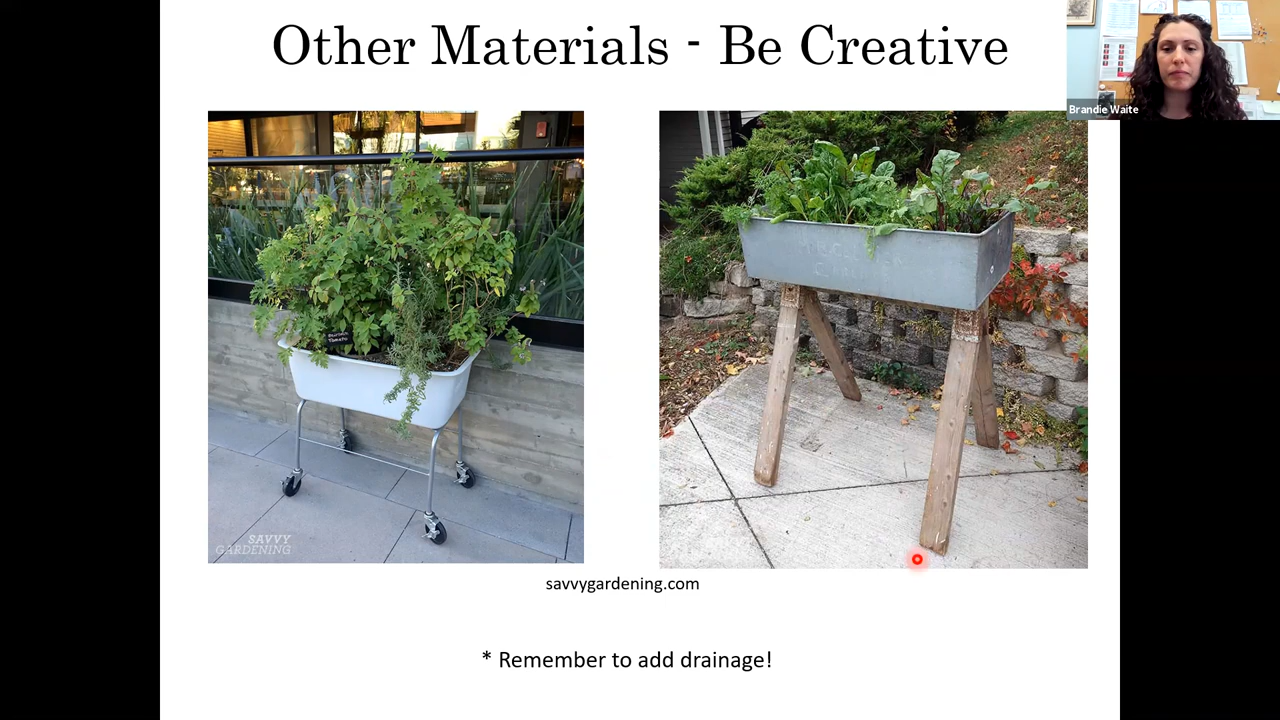 Other Materials - Be Creative
Brandie Waite
SAVVY
GARDENING
savvygardening.com
* Remember to add drainage!